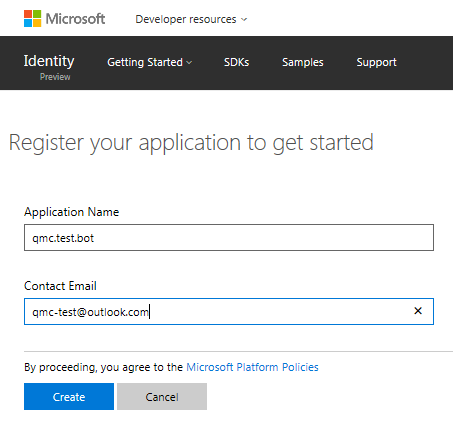 Microsoft Developer resources
Identity Getting Started SDKs Samples Support
Preview
Register your application to get started
Application Name
qmc.test.bot
Contact Email
qmc-test@outlook.com
By proceeding, you agree to the Microsoft Platform Policies
Create Cancel